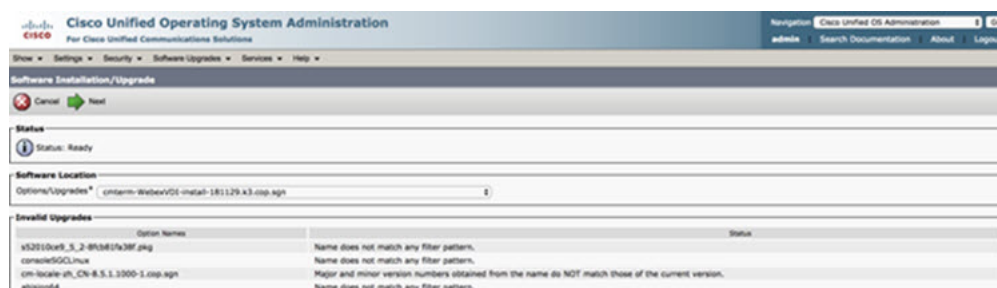 Cisco Unified Operating System Administration
CISCO For Cisco Unified Communications Solutions
Navigation Cisco Unified OS Administration
admin Search Documentation About Logou
Show Settings Security Software Upgrades Services Help
Software Installation/Upgrade
Cancel Next
Status
Status: Ready
Software Location
Options/Upgrades* cmterm-WebexVDI-install-181129.k3.cop.sgn
Invalid Upgrades
Option Names Status
Name does not match any filter pattern.
consoleSGCLinux Name does not match any filter pattern.
cm-locale-zh_CN-8.5.1.1000-1.cop.sgn Major and minor version numbers obtained from the name do NOT match those of the current version.
Name does not match any filter pattern.